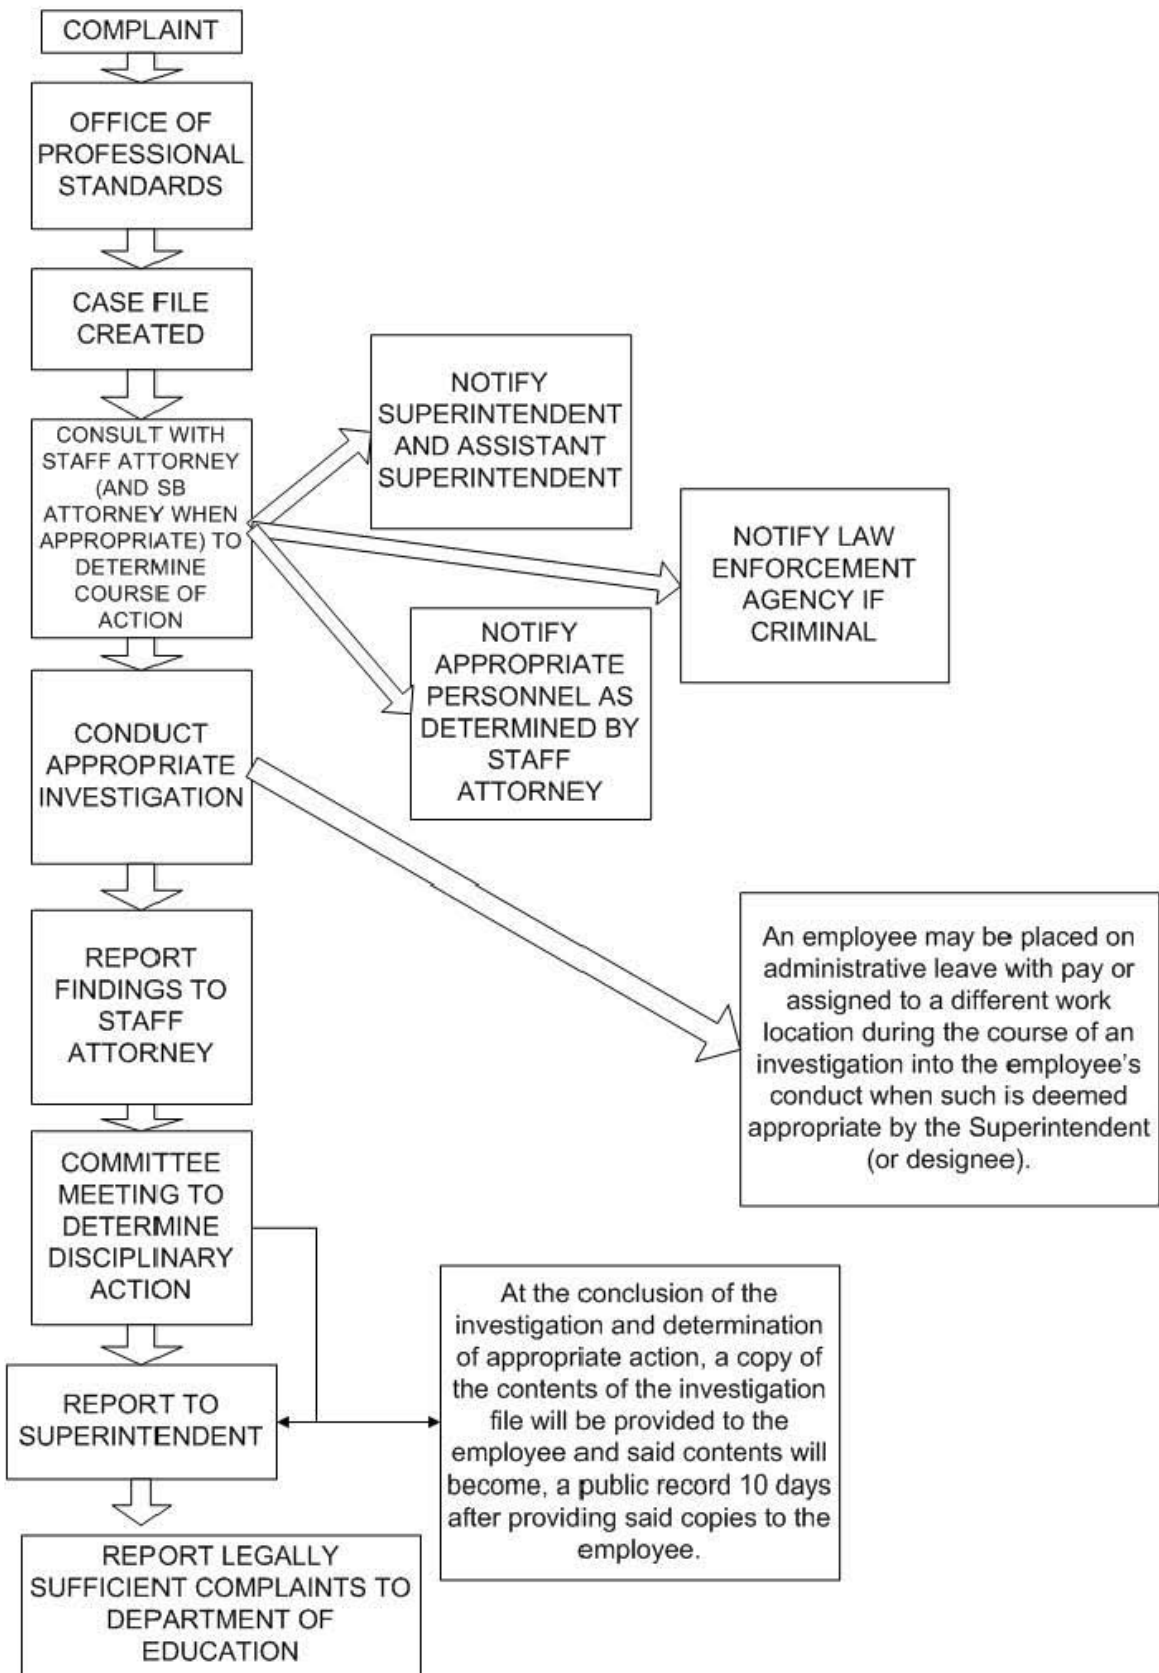 COMPLAINT
OFFICE OF
PROFESSIONAL
STANDARDS
CASE FILE
CREATED
CONSULT WITH
STAFF ATTORNEY
(AND SB
ATTORNEY WHEN
APPROPRIATE) TO
DETERMINE
COURSE OF
ACTION
NOTIFY
SUPERINTENDENT
AND ASSISTANT
SUPERINTENDENT
NOTIFY LAW
ENFORCEMENT
AGENCY IF
CRIMINAL
NOTIFY
APPROPRIATE
PERSONNEL AS
DETERMINED BY
STAFF
ATTORNEY
CONDUCT
APPROPRIATE
INVESTIGATION
An employee may be placed on
administrative leave with pay or
assigned to a different work
location during the course of an
investigation into the employee's
conduct when such is deemed
appropriate by the Superintendent
(or designee).
REPORT
FINDINGS TO
STAFF
ATTORNEY
COMMITTEE
MEETING TO
DETERMINE
DISCIPLINARY
ACTION
At the conclusion of the
investigation and determination
of appropriate action, a copy of
the contents of the investigation
file will be provided to the
employee and said contents will
become, a public record 10 days
after providing said copies to the
employee.
REPORT TO
SUPERINTENDENT
REPORT LEGALLY
SUFFICIENT COMPLAINTS TO
DEPARTMENT OF
EDUCATION